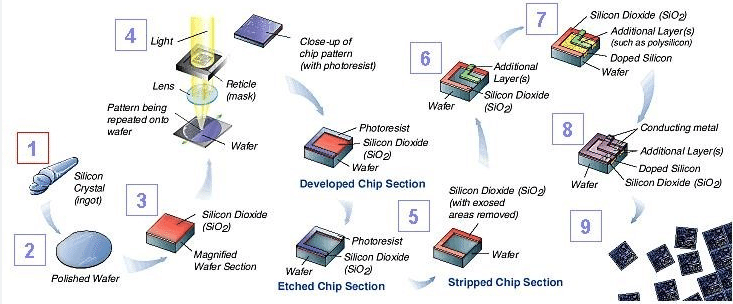 1
Silicon
Crystal
(ingot)
2
Polished Wafer
3
Silicon Dioxide
(SiO2)
Magnified
Wafer Section
4
Light
Lens
Reticle
(mask)
Pattern being
repeated onto
wafer
Wafer
Close-up of
chip pattern
(with photoresist)
Photoresist
Silicon Dioxide
(SiO2)
Wafer
Developed Chip Section
Photoresist
Silicon Dioxide
(SiO2)
Wafer
Etched Chip Section
5
Silicon Dioxide (SiO2)
(with exposed
areas removed)
Wafer
Stripped Chip Section
6
Additional
Layer(s)
Silicon Dioxide
(SiO2)
Wafer
7
Silicon Dioxide (SiO2)
Additional Layer(s)
(such as polysilicon)
Doped Silicon
Wafer
8
Conducting metal
Additional Layer(s)
Doped Silicon
Silicon Dioxide (SiO2)
Wafer
9